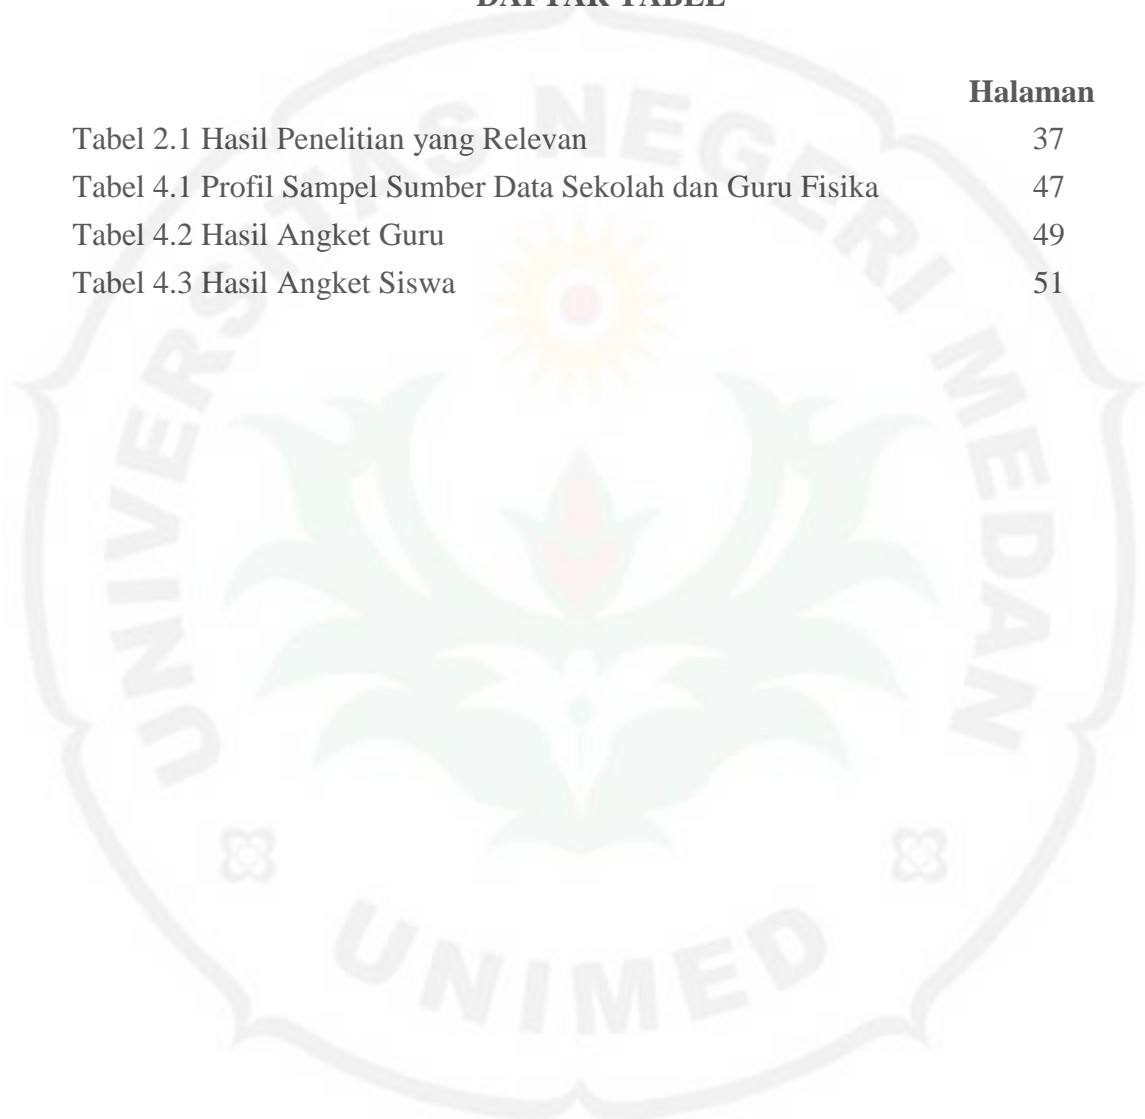 DAFTAR TABEL
Halaman
Tabel 2.1 Hasil Penelitian yang Relevan 37
Tabel 4.1 Profil Sampel Sumber Data Sekolah dan Guru Fisika 47
Tabel 4.2 Hasil Angket Guru 49
Tabel 4.3 Hasil Angket Siswa 51
UNIVERSITAS NEGERI MEDAN
UNIMED